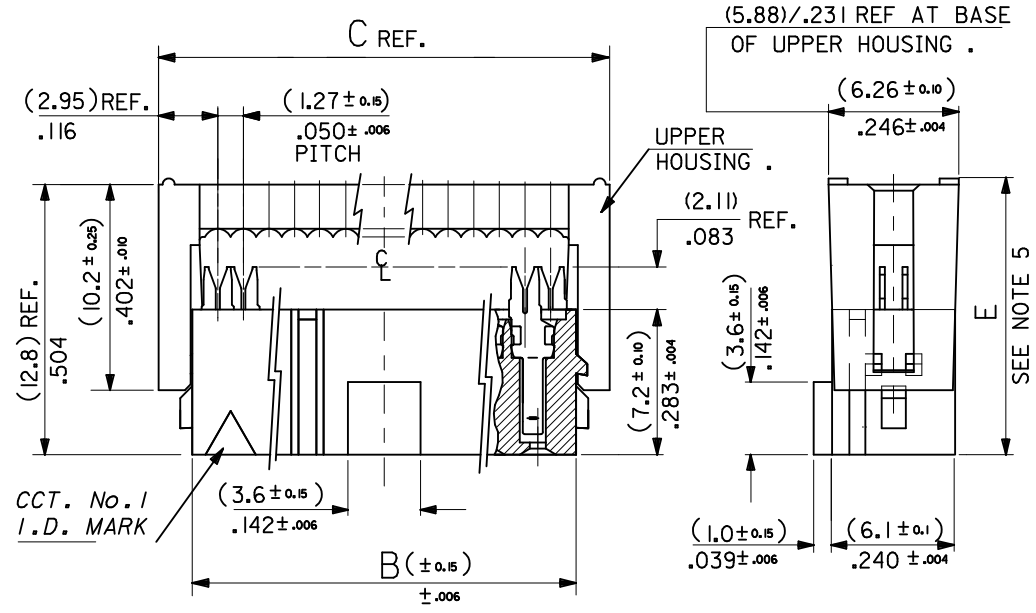 C REF.
(5.88)/.231 REF AT BASE
OF UPPER HOUSING .
(2.95) REF.
.116
(1.27± 0.15)
.050± .006
PITCH
(6.26 ± 0.10)
.246± .004
UPPER
HOUSING .
(2.11)
.083
REF.
(12.8) REF.
.504
(10.2± 0.25)
.402± .010
CL
(7.2± 0.10)
.283± .004
(3.6± 0.15)
.142± .006
E
SEE NOTE 5
CCT. No.1
I.D. MARK
(3.6± 0.15)
.142± .006
(1.0± 0.15)
.039± .006
(6.1± 0.1)
.240 ± .004
B (± 0.15)
± .006